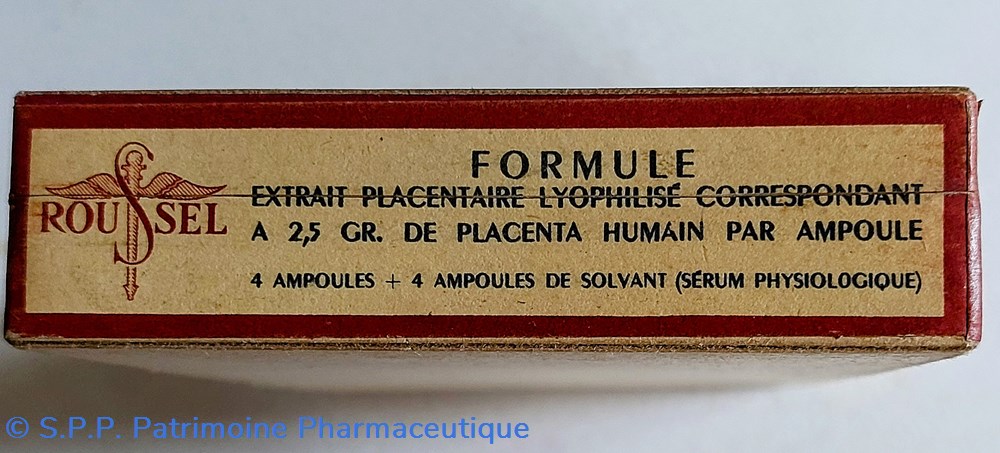 FORMULE
ROUSSEL
EXTRAIT PLACENTAIRE LYOPHILISÉ CORRESPONDANT
A 2,5 GR. DE PLACENTA HUMAIN PAR AMPOULE
4 AMPOULES + 4 AMPOULES DE SOLVANT (SÉRUM PHYSIOLOGIQUE)
© S.P.P. Patrimoine Pharmaceutique